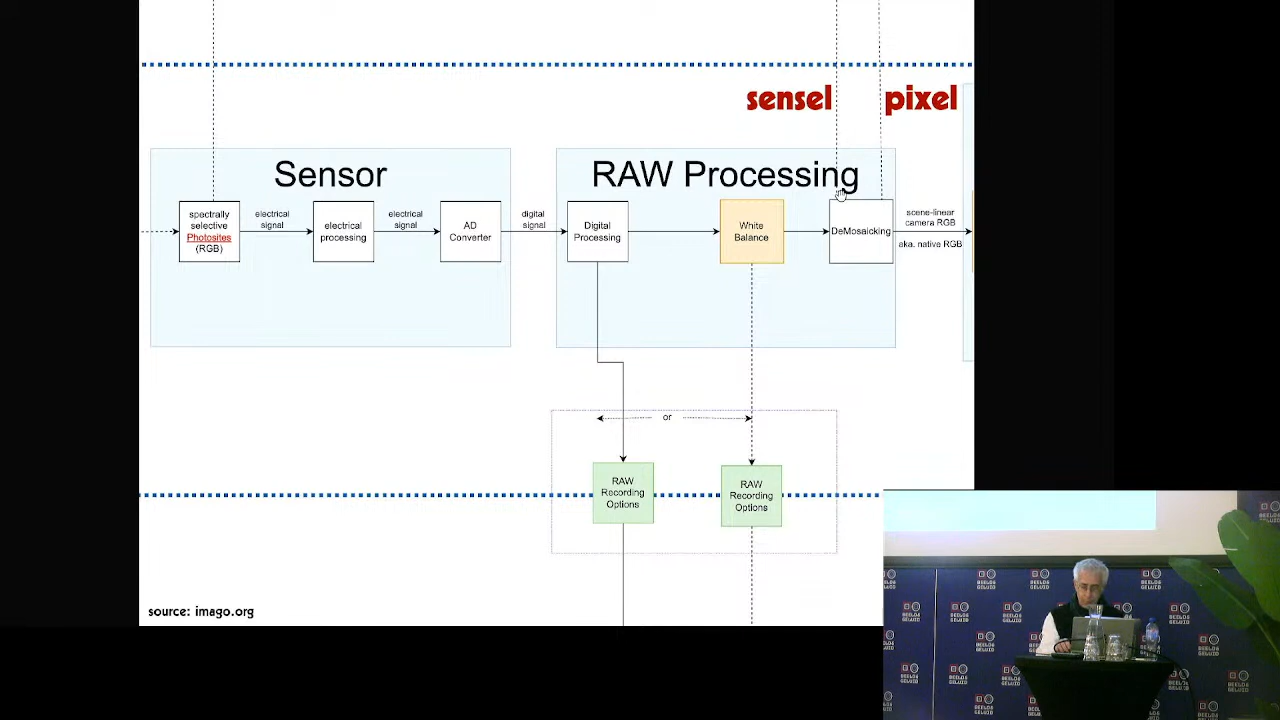 sensel pixel
Sensor
RAW Processing
spectrally
selective
Photosites
(RGB)
electrical
signal
electrical
processing
electrical
signal
AD
Converter
digital
signal
Digital
Processing
White
Balance
DeMosaicking
scene-linear
camera RGB
aka. native RGB
or
RAW
Recording
Options
RAW
Recording
Options
source: imago.org
BEELD&
GELUID